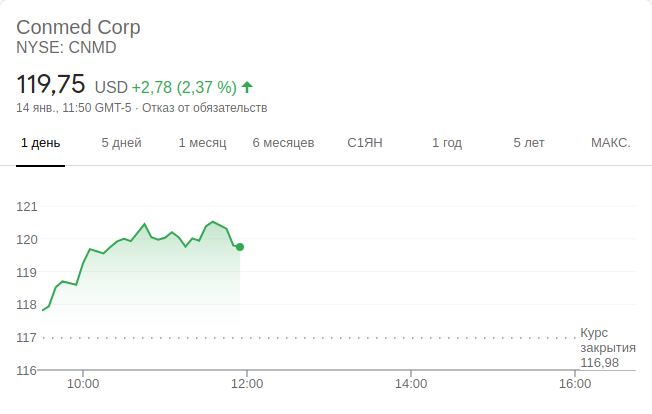 Conmed Corp
NYSE: CNMD
119,75 USD +2,78 (2,37 %)
14 янв., 11:50 GMT-5 · Отказ от обязательств
1 день 5 дней 1 месяц 6 месяцев С1ЯН 1 год 5 лет МАКС.
121
120
119
118
117
Курс
закрытия
116,98
116
10:00 12:00 14:00 16:00